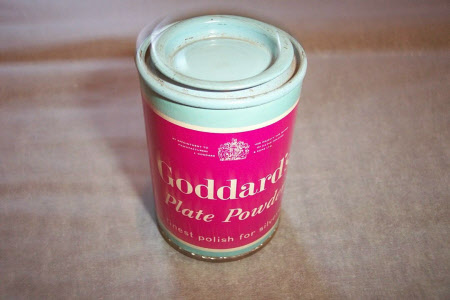 Goddard's
Plate Powder
finest polish for silver